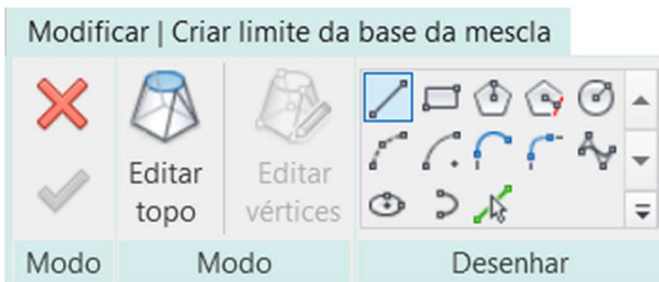 Modificar | Criar limite da base da mescla
Editar
topo
Editar
vértices
Modo
Modo
Desenhar